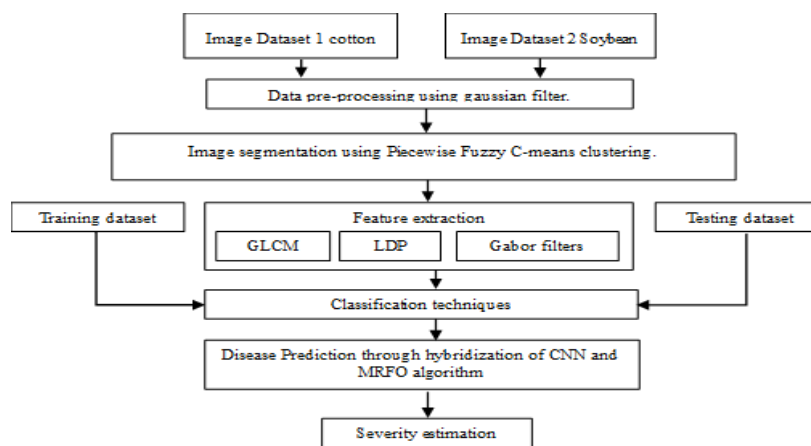 Image Dataset 1 cotton
Image Dataset 2 Soybean
Data pre-processing using gaussian filter.
Image segmentation using Piecewise Fuzzy C-means clustering.
Training dataset
Feature extraction
Testing dataset
GLCM
LDP
Gabor filters
Classification techniques
Disease Prediction through hybridization of CNN and
MRFO algorithm
Severity estimation